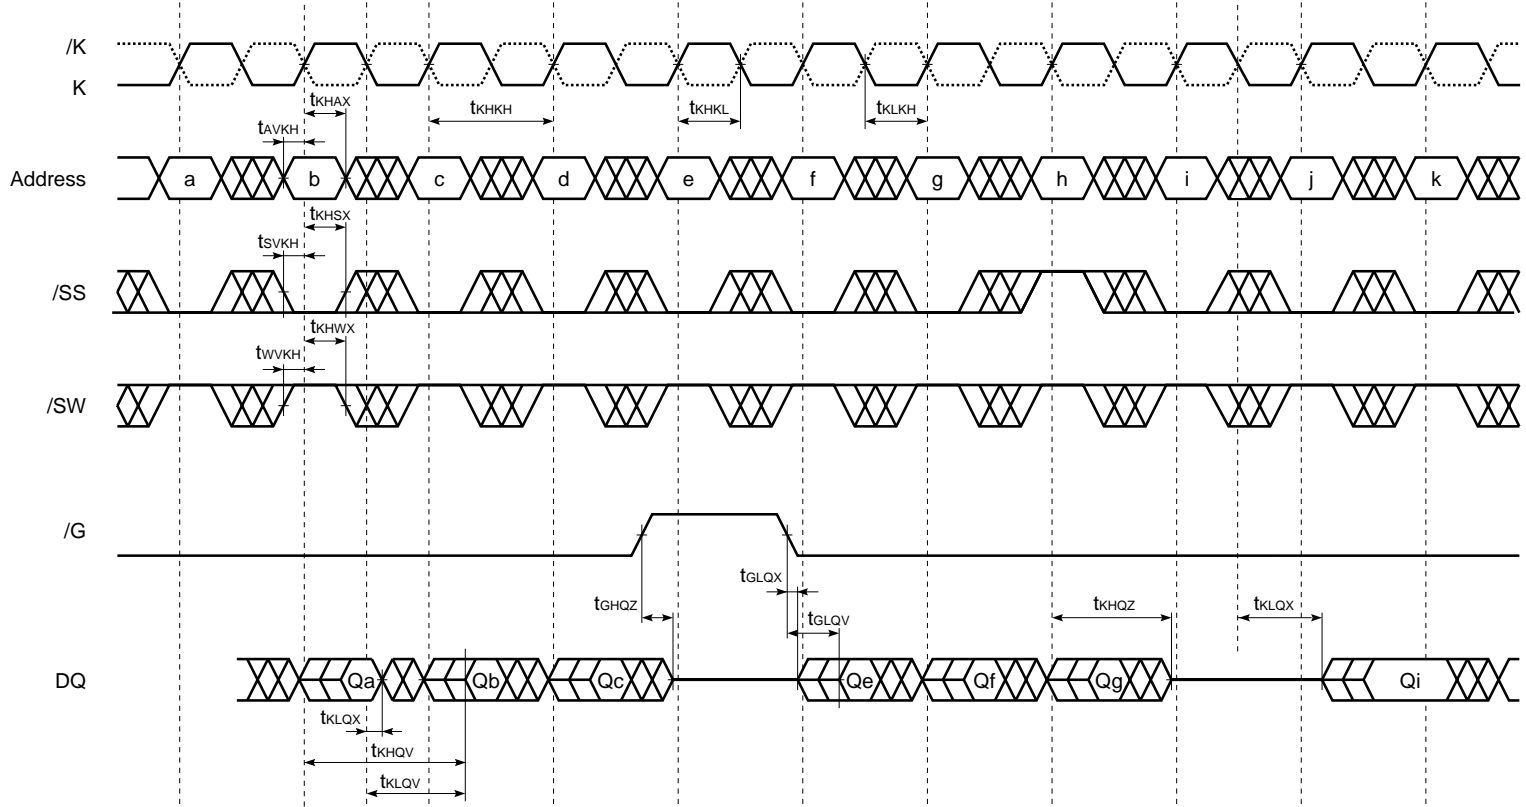 /K
K
tKHAX
tAVKH
tKHKH
tKHKL
tKLKH
Address
a
b
c
d
e
f
g
h
i
j
k
tKHSX
tSVKH
/SS
tKHWX
tWVKH
/SW
/G
tGHQZ
tGLQX
tGLQV
tKHQZ
tKLQX
DQ
Qa
Qb
Qc
Qe
Qf
Qg
Qi
tKLQX
tKHQV
tKLQV